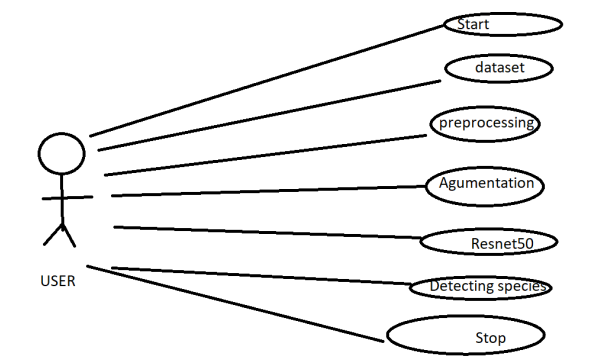 Start
dataset
preprocessing
Agumentation
Resnet50
Detecting species
Stop
USER